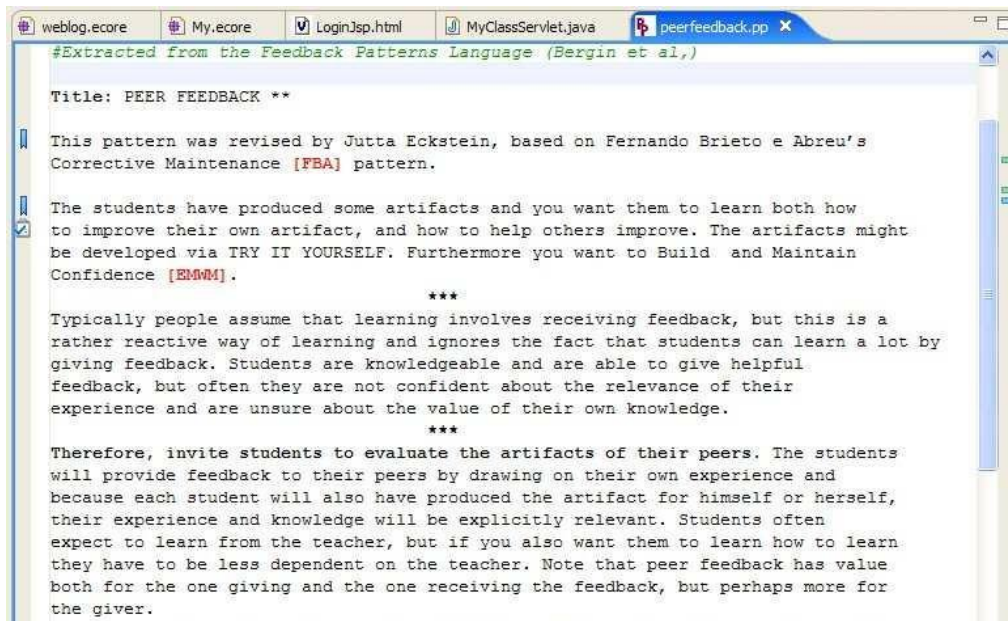 weblog.ecore My.ecore LoginJsp.html MyClassServlet.java peerfeedback.pp
#Extracted from the Feedback Patterns Language (Bergin et al,)
Title: PEER FEEDBACK **
This pattern was revised by Jutta Eckstein, based on Fernando Brieto e Abreu's
Corrective Maintenance [FBA] pattern.
The students have produced some artifacts and you want them to learn both how
to improve their own artifact, and how to help others improve. The artifacts might
be developed via TRY IT YOURSELF. Furthermore you want to Build and Maintain
Confidence [EMWM].
***
Typically people assume that learning involves receiving feedback, but this is a
rather reactive way of learning and ignores the fact that students can learn a lot by
giving feedback. Students are knowledgeable and are able to give helpful
feedback, but often they are not confident about the relevance of their
experience and are unsure about the value of their own knowledge.
***
Therefore, invite students to evaluate the artifacts of their peers. The students
will provide feedback to their peers by drawing on their own experience and
because each student will also have produced the artifact for himself or herself,
their experience and knowledge will be explicitly relevant. Students often
expect to learn from the teacher, but if you also want them to learn how to learn
they have to be less dependent on the teacher. Note that peer feedback has value
both for the one giving and the one receiving the feedback, but perhaps more for
the giver.